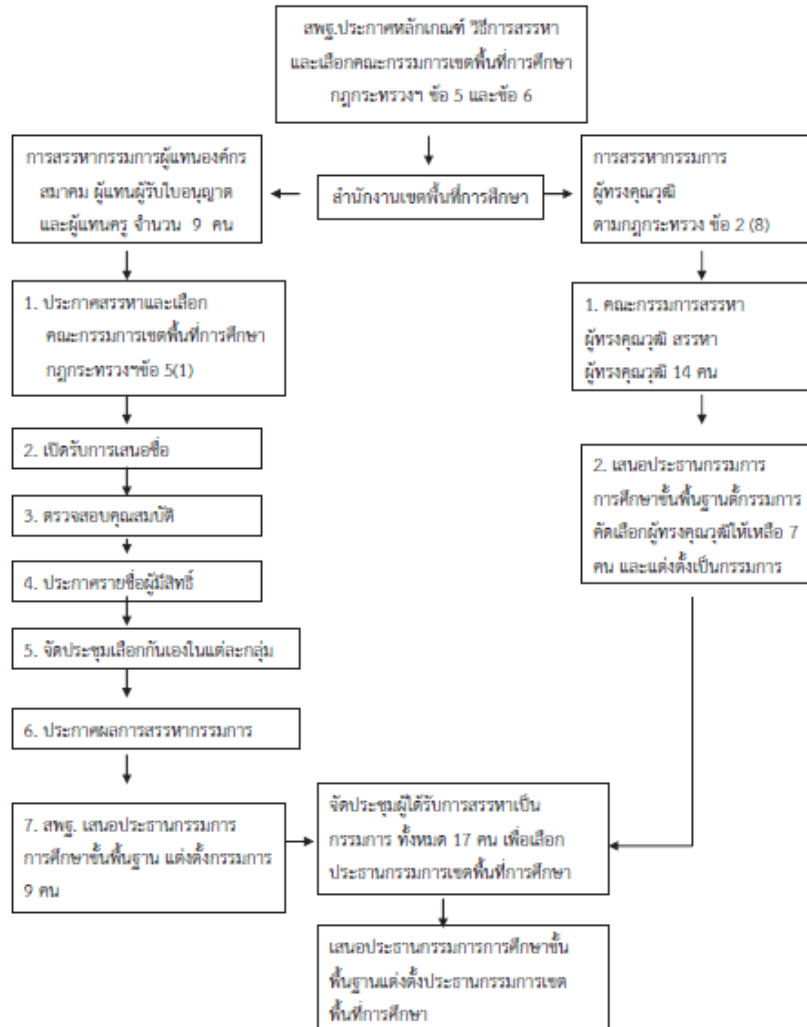 สพฐ.ประกาศหลักเกณฑ์ วิธีการสรรหา
และเลือกคณะกรรมการเขตพื้นที่การศึกษา
กฎกระทรวงฯ ข้อ 5 และข้อ 6
การสรรหากรรมการผู้แทนองค์กร
สมาคม ผู้แทนผู้รับใบอนุญาต
และผู้แทนครู จำนวน 9 คน
สำนักงานเขตพื้นที่การศึกษา
การสรรหากรรมการ
ผู้ทรงคุณวุฒิ
ตามกฎกระทรวง ข้อ 2 (8)
1. ประกาศสรรหาและเลือก
คณะกรรมการเขตพื้นที่การศึกษา
กฎกระทรวงฯข้อ 5(1)
2. เปิดรับการเสนอชื่อ
3. ตรวจสอบคุณสมบัติ
4. ประกาศรายชื่อผู้มีสิทธิ์
5. จัดประชุมเลือกกันเองในแต่ละกลุ่ม
6. ประกาศผลการสรรหากรรมการ
7. สพฐ. เสนอประธานกรรมการ
การศึกษาขั้นพื้นฐาน แต่งตั้งกรรมการ
9 คน
1. คณะกรรมการสรรหา
ผู้ทรงคุณวุฒิ สรรหา
ผู้ทรงคุณวุฒิ 14 คน
2. เสนอประธานกรรมการ
การศึกษาขั้นพื้นฐานตั้กรรมการ
คัดเลือกผู้ทรงคุณวุฒิให้เหลือ 7
คน และแต่งตั้งเป็นกรรมการ
จัดประชุมผู้ได้รับการสรรหาเป็น
กรรมการ ทั้งหมด 17 คน เพื่อเลือก
ประธานกรรมการเขตพื้นที่การศึกษา
เสนอประธานกรรมการการศึกษาขั้น
พื้นฐานแต่งตั้งประธานกรรมการเขต
พื้นที่การศึกษา